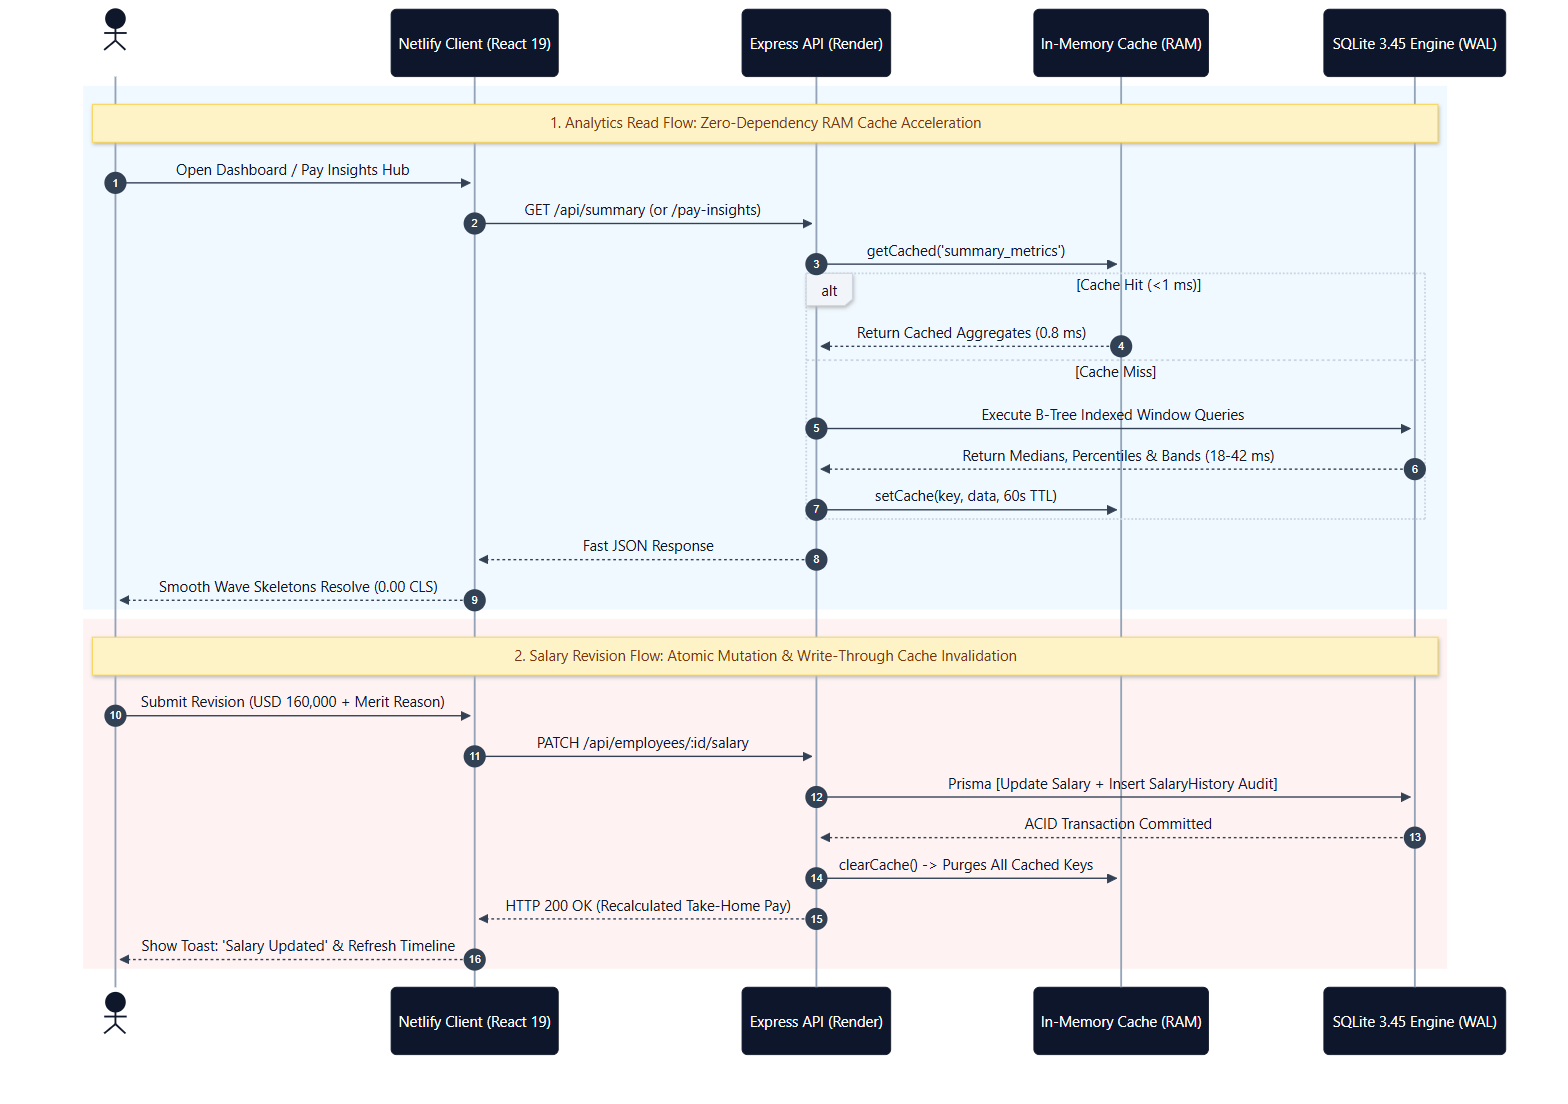 Netlify Client (React 19)
Express API (Render)
In-Memory Cache (RAM)
SQLite 3.45 Engine (WAL)
1. Analytics Read Flow: Zero-Dependency RAM Cache Acceleration
Open Dashboard / Pay Insights Hub
1
GET /api/summary (or /pay-insights)
2
getCached('summary_metrics')
3
alt
[Cache Hit (<1 ms)]
Return Cached Aggregates (0.8 ms)
4
[Cache Miss]
Execute B-Tree Indexed Window Queries
5
Return Medians, Percentiles & Bands (18-42 ms)
6
setCache(key, data, 60s TTL)
7
Fast JSON Response
8
Smooth Wave Skeletons Resolve (0.00 CLS)
9
2. Salary Revision Flow: Atomic Mutation & Write-Through Cache Invalidation
Submit Revision (USD 160,000 + Merit Reason)
10
PATCH /api/employees/:id/salary
11
Prisma [Update Salary + Insert SalaryHistory Audit]
12
ACID Transaction Committed
13
clearCache() -> Purges All Cached Keys
14
HTTP 200 OK (Recalculated Take-Home Pay)
15
Show Toast: 'Salary Updated' & Refresh Timeline
16
Netlify Client (React 19)
Express API (Render)
In-Memory Cache (RAM)
SQLite 3.45 Engine (WAL)